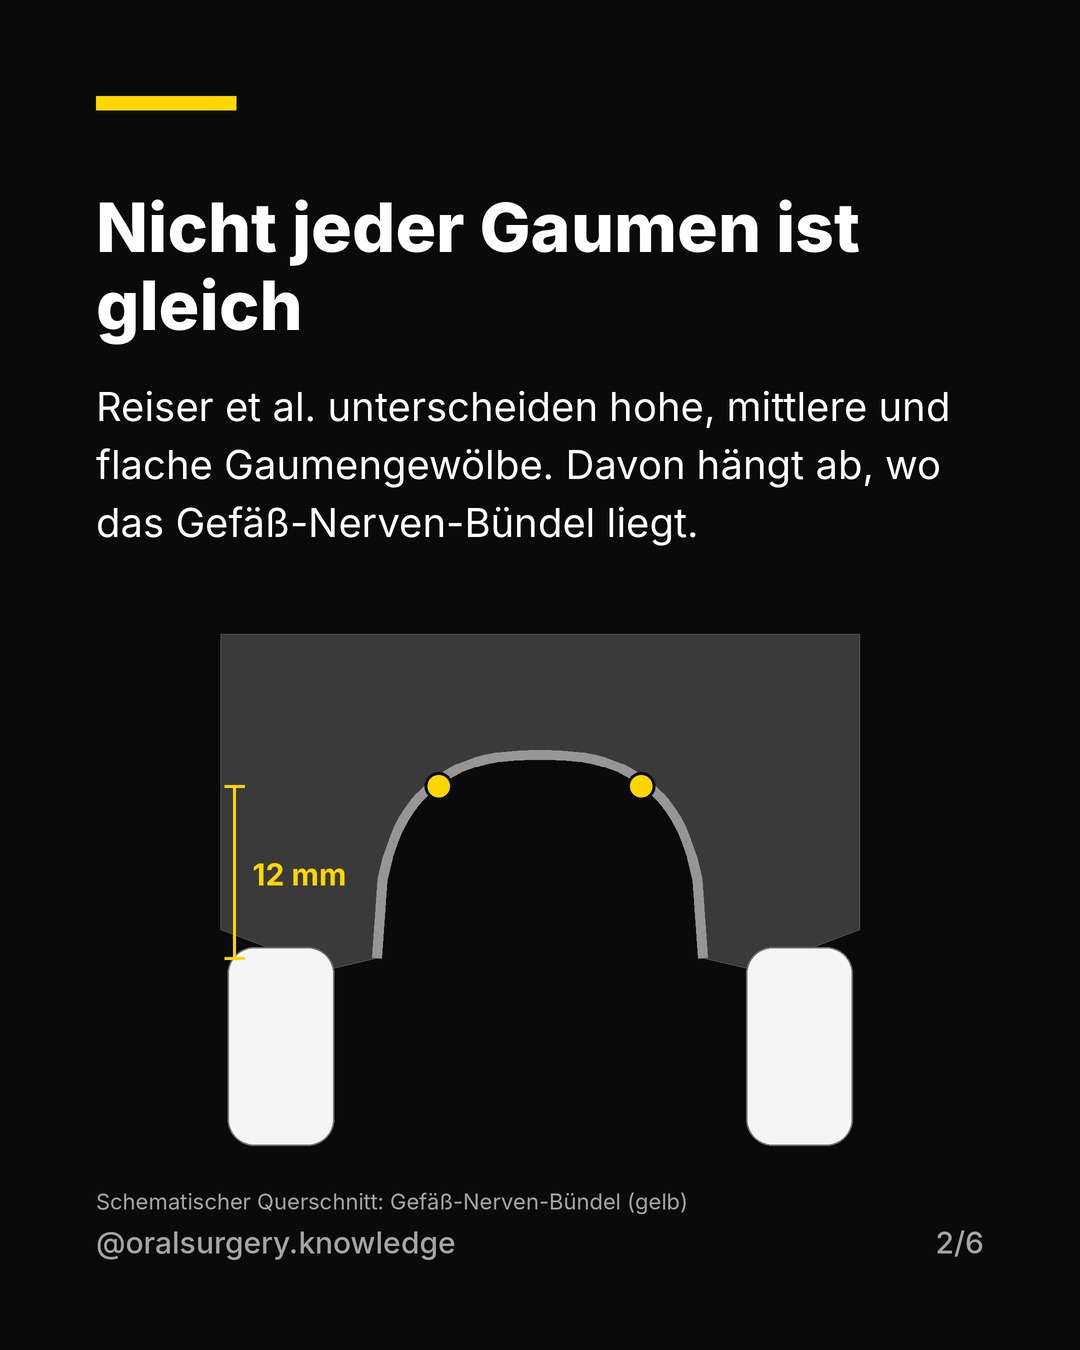 Nicht jeder Gaumen ist
gleich
Reiser et al. unterscheiden hohe, mittlere und
flache Gaumengewölbe. Davon hängt ab, wo
das Gefäß-Nerven-Bündel liegt.
12 mm
Schematischer Querschnitt: Gefäß-Nerven-Bündel (gelb)
@oralsurgery.knowledge
2/6